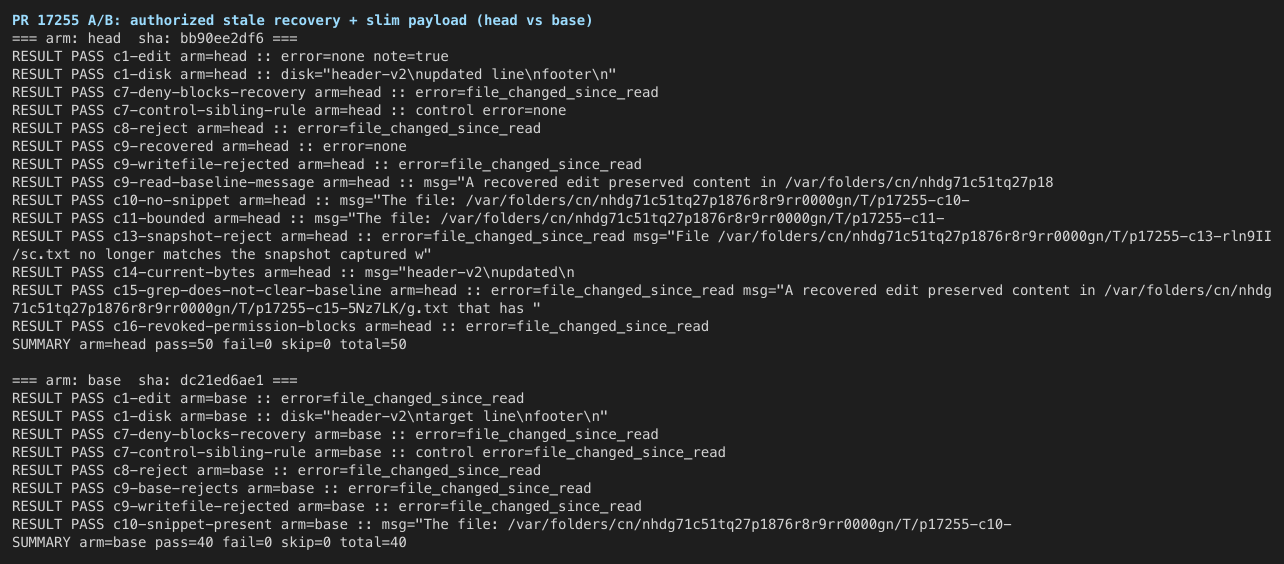 PR 17255 A/B: authorized stale recovery + slim payload (head vs base)
=== arm: head  sha: bb90ee2df6 ===
RESULT PASS c1-edit arm=head :: error=none note=true
RESULT PASS c1-disk arm=head :: disk="header-v2\nupdated line\nfooter\n"
RESULT PASS c7-deny-blocks-recovery arm=head :: error=file_changed_since_read
RESULT PASS c7-control-sibling-rule arm=head :: control error=none
RESULT PASS c8-reject arm=head :: error=file_changed_since_read
RESULT PASS c9-recovered arm=head :: error=none
RESULT PASS c9-writefile-rejected arm=head :: error=file_changed_since_read
RESULT PASS c9-read-baseline-message arm=head :: msg="A recovered edit preserved content in /var/folders/cn/nhdg71c51tq27p18
RESULT PASS c10-no-snippet arm=head :: msg="The file: /var/folders/cn/nhdg71c51tq27p1876r8r9rr0000gn/T/p17255-c10-
RESULT PASS c11-bounded arm=head :: msg="The file: /var/folders/cn/nhdg71c51tq27p1876r8r9rr0000gn/T/p17255-c11-
RESULT PASS c13-snapshot-reject arm=head :: error=file_changed_since_read msg="File /var/folders/cn/nhdg71c51tq27p1876r8r9rr0000gn/T/p17255-c13-rln9II
/sc.txt no longer matches the snapshot captured w"
RESULT PASS c14-current-bytes arm=head :: msg="header-v2\nupdated\n
RESULT PASS c15-grep-does-not-clear-baseline arm=head :: error=file_changed_since_read msg="A recovered edit preserved content in /var/folders/cn/nhdg
71c51tq27p1876r8r9rr0000gn/T/p17255-c15-5Nz7LK/g.txt that has "
RESULT PASS c16-revoked-permission-blocks arm=head :: error=file_changed_since_read
SUMMARY arm=head pass=50 fail=0 skip=0 total=50

=== arm: base  sha: dc21ed6ae1 ===
RESULT PASS c1-edit arm=base :: error=file_changed_since_read
RESULT PASS c1-disk arm=base :: disk="header-v2\ntarget line\nfooter\n"
RESULT PASS c7-deny-blocks-recovery arm=base :: error=file_changed_since_read
RESULT PASS c7-control-sibling-rule arm=base :: control error=file_changed_since_read
RESULT PASS c8-reject arm=base :: error=file_changed_since_read
RESULT PASS c9-base-rejects arm=base :: error=file_changed_since_read
RESULT PASS c9-writefile-rejected arm=base :: error=file_changed_since_read
RESULT PASS c10-snippet-present arm=base :: msg="The file: /var/folders/cn/nhdg71c51tq27p1876r8r9rr0000gn/T/p17255-c10-
SUMMARY arm=base pass=40 fail=0 skip=0 total=40